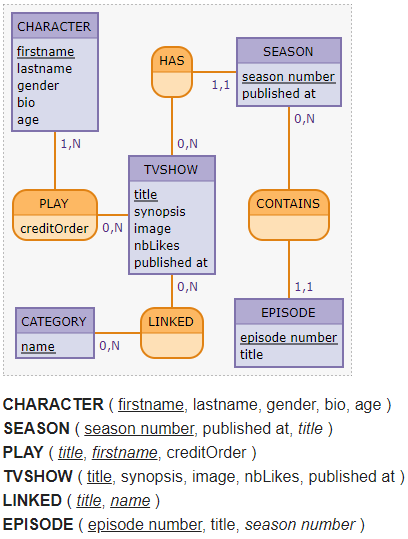 CHARACTER
firstname
lastname
gender
bio
age
HAS
SEASON
season number
published at
1,1
1,N
0,N
0,N
PLAY
creditOrder
0,N
TVSHOW
title
synopsis
image
nbLikes
published at
CONTAINS
0,N
1,1
CATEGORY
name
0,N
LINKED
EPISODE
episode number
title
CHARACTER ( firstname, lastname, gender, bio, age )
SEASON ( season number, published at, title )
PLAY ( title, firstname, creditOrder )
TVSHOW ( title, synopsis, image, nbLikes, published at )
LINKED ( title, name )
EPISODE ( episode number, title, season number )